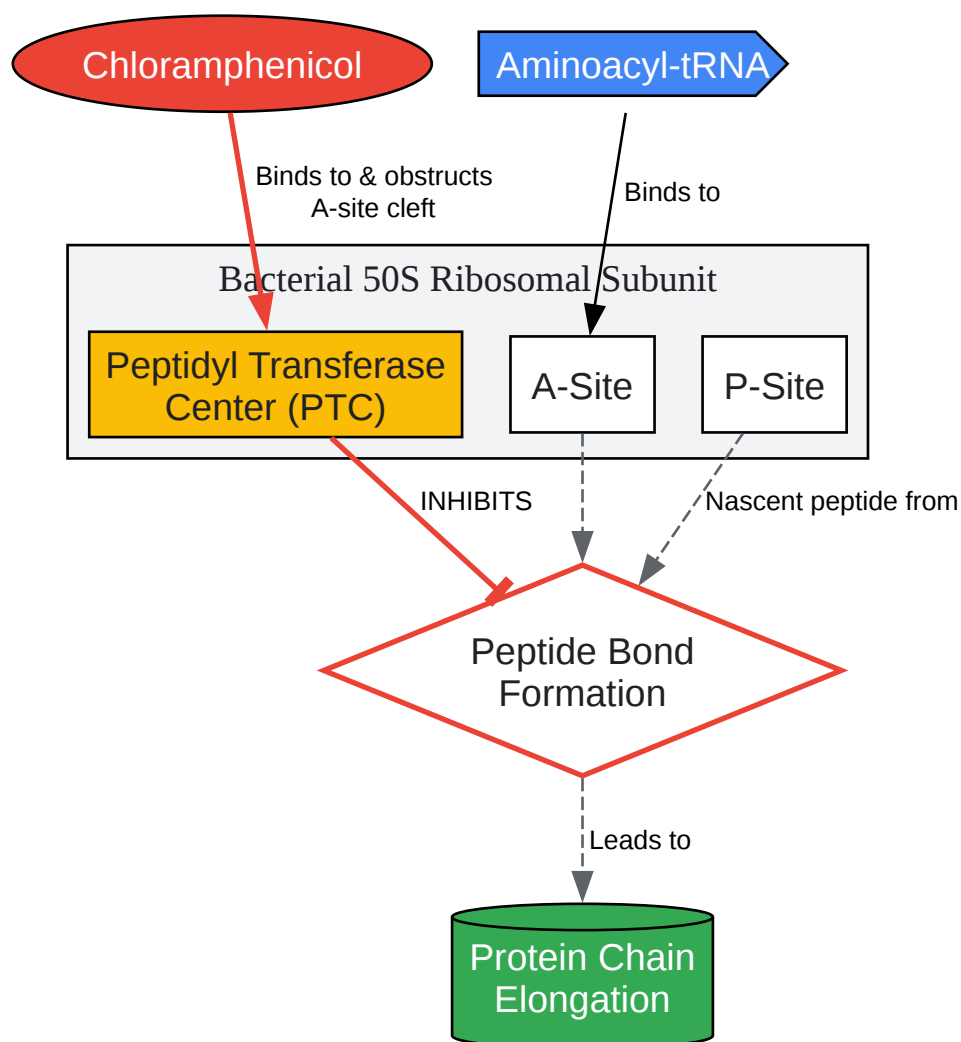 Chloramphenicol
Aminoacyl-tRNA
Binds to & obstructs
A-site cleft
Binds to
Bacterial 50S Ribosomal Subunit
Peptidyl Transferase
Center (PTC)
A-Site
P-Site
INHIBITS
Nascent peptide from
Peptide Bond
Formation
Leads to
Protein Chain
Elongation